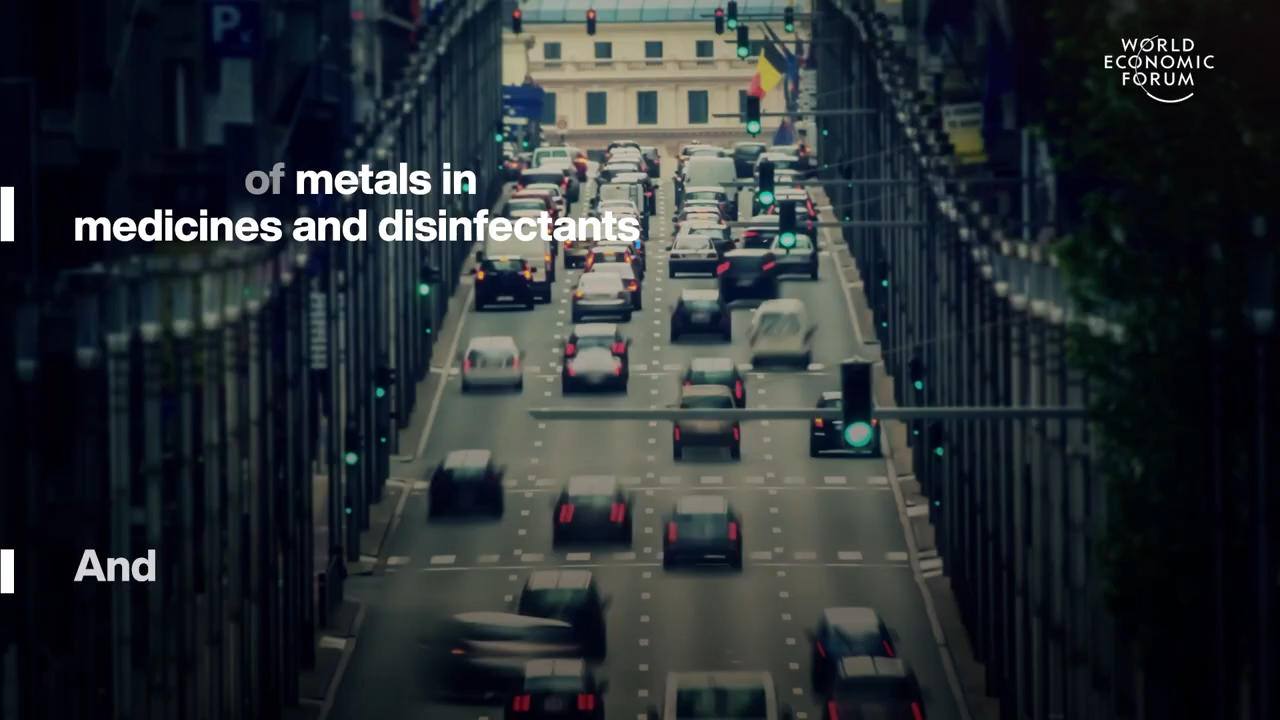 P
WORLD
ECONOMIC
FORUM
of metals in
medicines and disinfectants
And